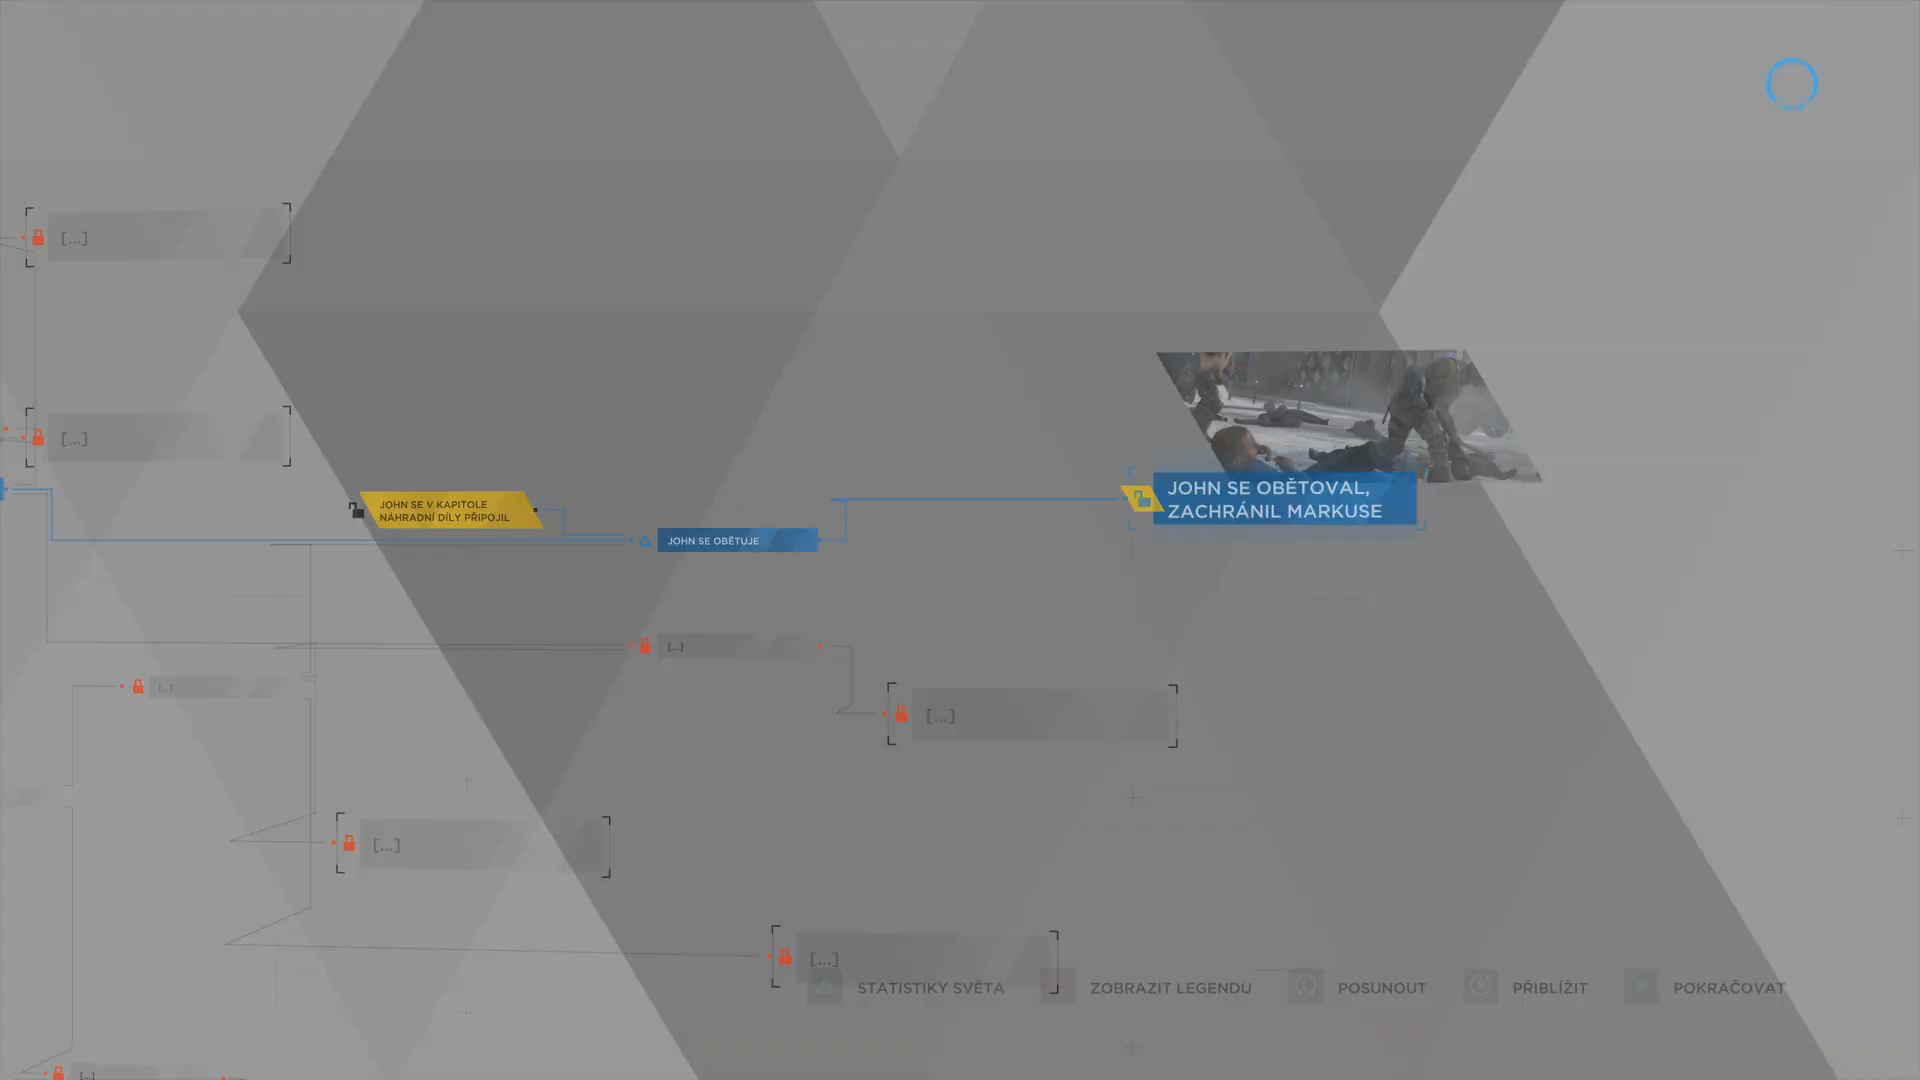 [...]
[...]
JOHN SE V KAPITOLE
NÁHRADNÍ DÍLY PŘIPOJIL
JOHN SE OBĚTUJE
JOHN SE OBĚTOVAL,
ZACHRÁNIL MARKUSE
[...]
[...]
[...]
[...]
[...]
STATISTIKY SVĚTA
ZOBRAZIT LEGENDU
POSUNOUT
PŘIBLÍŽIT
POKRAČOVAT
[...]